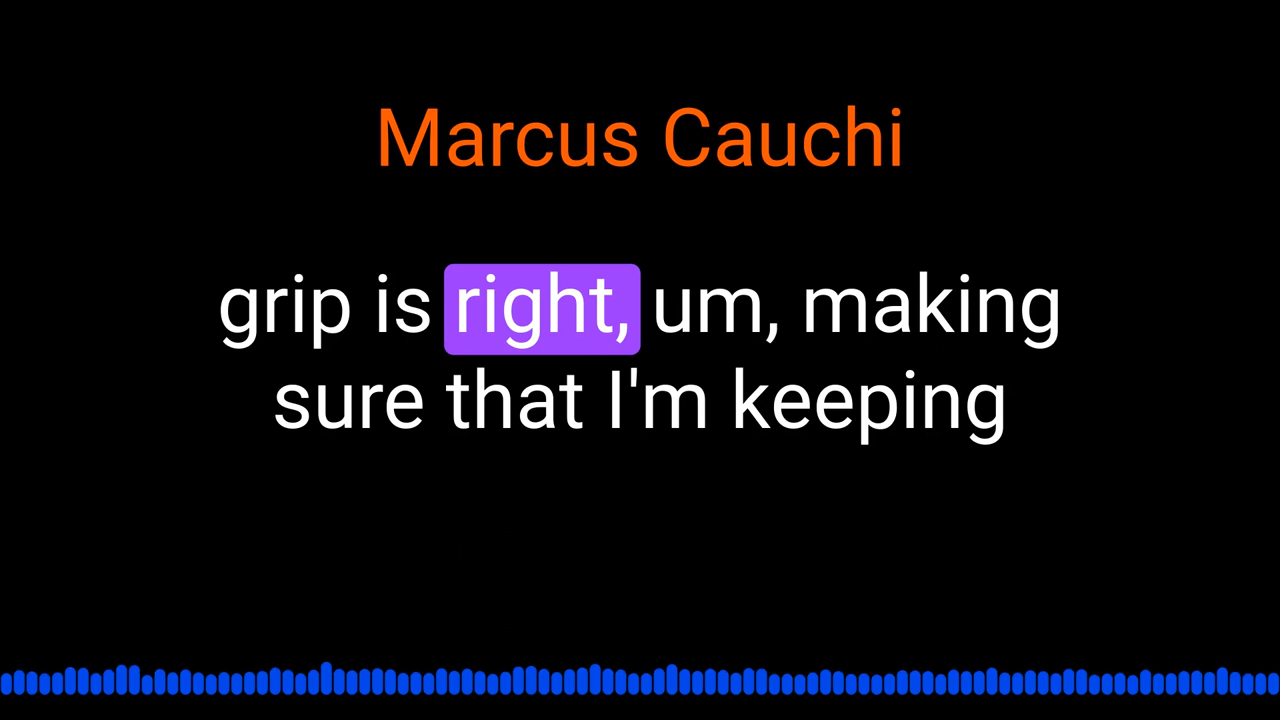 Marcus Cauchi
grip is right, um, making
sure that I'm keeping